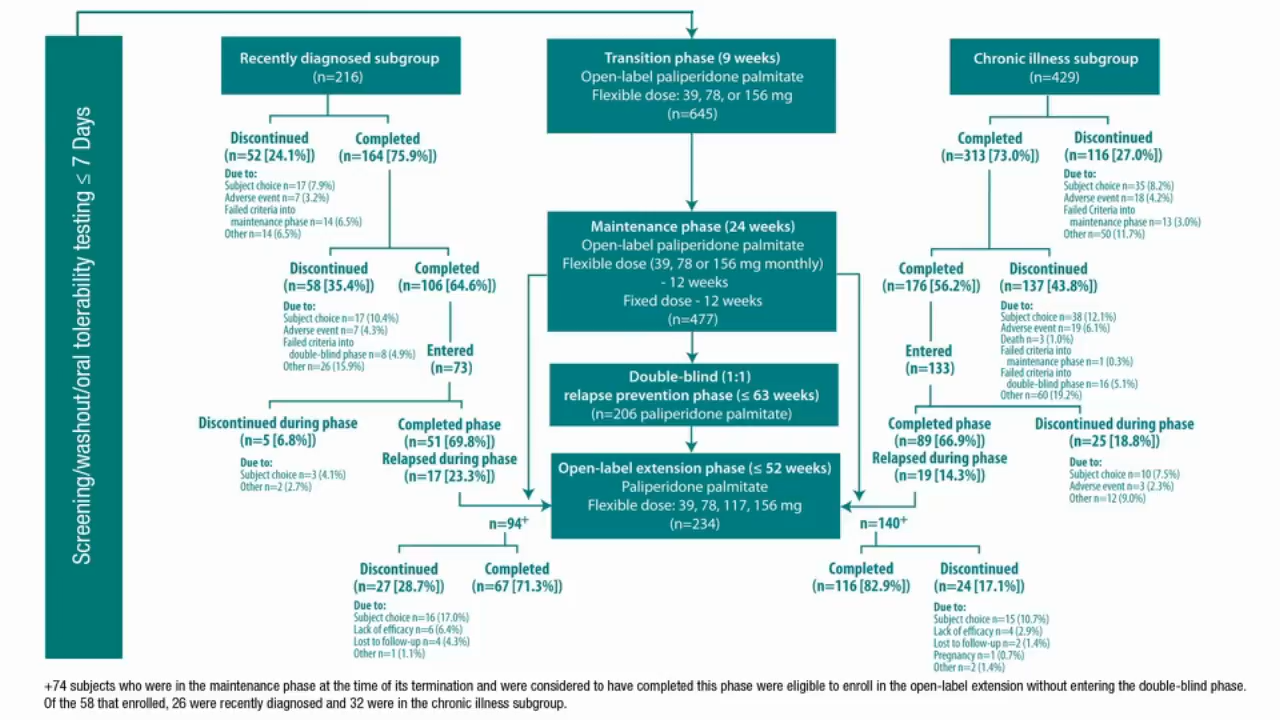 Screening/washout/oral tolerability testing ≤ 7 Days
Recently diagnosed subgroup
(n=216)
Discontinued
(n=52 [24.1%])
Due to:
Subject choice n=17 (7.9%)
Adverse event n=7 (3.2%)
Failed criteria into
maintenance phase n=14 (6.5%)
Other n=14 (6.5%)
Completed
(n=164 [75.9%])
Discontinued
(n=58 [35.4%])
Due to:
Subject choice n=17 (10.4%)
Adverse event n=7 (4.3%)
Failed criteria into
double-blind phase n=8 (4.9%)
Other n=26 (15.9%)
Completed
(n=106 [64.6%])
Entered
(n=73)
Discontinued during phase
(n=5 [6.8%])
Due to:
Subject choice n=3 (4.1%)
Other n=2 (2.7%)
Completed phase
(n=51 [69.8%])
Relapsed during phase
(n=17 [23.3%])
n=94+
Discontinued
(n=27 [28.7%])
Due to:
Subject choice n=16 (17.0%)
Lack of efficacy n=6 (6.4%)
Lost to follow-up n=4 (4.3%)
Other n=1 (1.1%)
Completed
(n=67 [71.3%])
Transition phase (9 weeks)
Open-label paliperidone palmitate
Flexible dose: 39, 78, or 156 mg
(n=645)
Maintenance phase (24 weeks)
Open-label paliperidone palmitate
Flexible dose (39, 78 or 156 mg monthly)
- 12 weeks
Fixed dose - 12 weeks
(n=477)
Double-blind (1:1)
relapse prevention phase (≤ 63 weeks)
(n=206 paliperidone palmitate)
Open-label extension phase (≤ 52 weeks)
Paliperidone palmitate
Flexible dose: 39, 78, 117, 156 mg
(n=234)
Chronic illness subgroup
(n=429)
Completed
(n=313 [73.0%])
Discontinued
(n=116 [27.0%])
Due to:
Subject choice n=35 (8.2%)
Adverse event n=18 (4.2%)
Failed Criteria into
maintenance phase n=13 (3.0%)
Other n=50 (11.7%)
Completed
(n=176 [56.2%])
Discontinued
(n=137 [43.8%])
Due to:
Subject choice n=38 (12.1%)
Adverse event n=19 (6.1%)
Death n=3 (1.0%)
Failed criteria into
maintenance phase n=1 (0.3%)
Failed criteria into
double-blind phase n=16 (5.1%)
Other n=60 (19.2%)
Entered
(n=133)
Completed phase
(n=89 [66.9%])
Relapsed during phase
(n=19 [14.3%])
Discontinued during phase
(n=25 [18.8%])
Due to:
Subject choice n=10 (7.5%)
Adverse event n=3 (2.3%)
Other n=12 (9.0%)
n=140+
Completed
(n=116 [82.9%])
Discontinued
(n=24 [17.1%])
Due to:
Subject choice n=15 (10.7%)
Lack of efficacy n=4 (2.9%)
Lost to follow-up n=2 (1.4%)
Pregnancy n=1 (0.7%)
Other n=2 (1.4%)
+74 subjects who were in the maintenance phase at the time of its termination and were considered to have completed this phase were eligible to enroll in the open-label extension without entering the double-blind phase.
Of the 58 that enrolled, 26 were recently diagnosed and 32 were in the chronic illness subgroup.